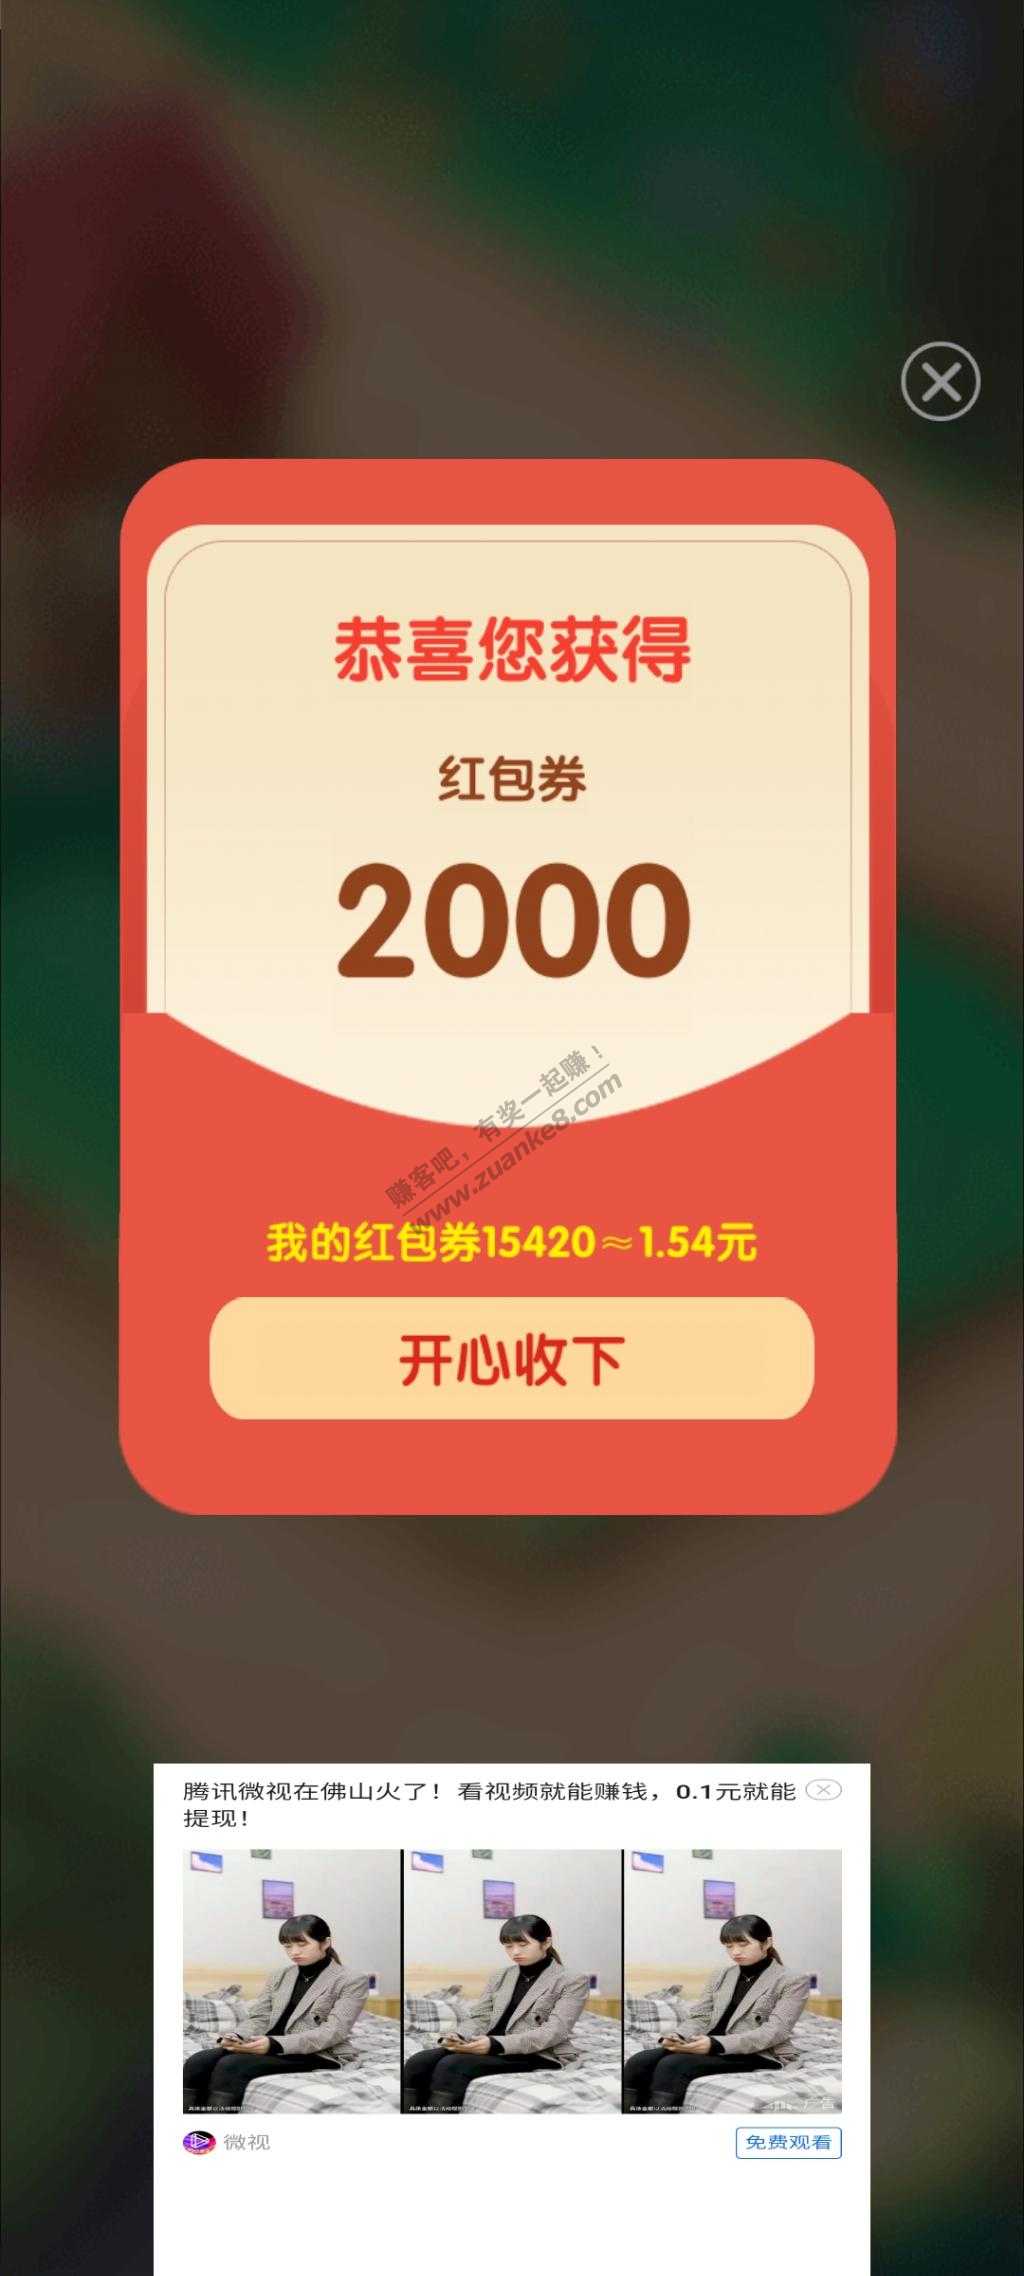 恭喜您获得
红包券
2000
赚客吧，有奖一起赚！
www.zuanke8.com
我的红包券15420≈1.54元
开心收下
腾讯微视在佛山火了！看视频就能赚钱，0.1元就能
提现！
广告
微视
免费观看